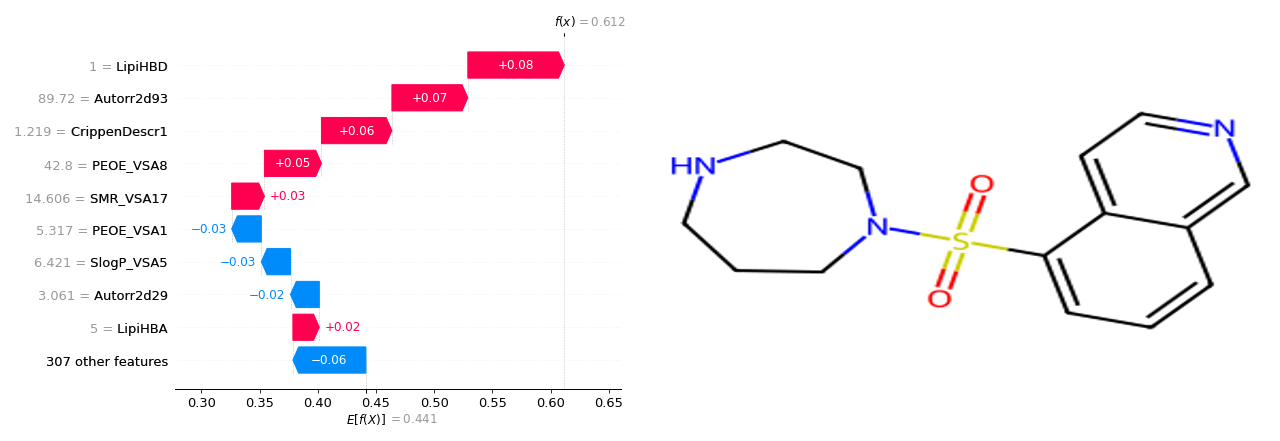 f(x) = 0.612
1 = LipiHBD
+0.08
89.72 = Autorr2d93
+0.07
1.219 = CrippenDescr1
+0.06
42.8 = PEOE_VSA8
+0.05
14.606 = SMR_VSA17
+0.03
5.317 = PEOE_VSA1
−0.03
6.421 = SlogP_VSA5
−0.03
3.061 = Autorr2d29
−0.02
5 = LipiHBA
+0.02
307 other features
−0.06
0.30 0.35 0.40 0.45 0.50 0.55 0.60 0.65
E[f(X)] = 0.441
N
HN
O
N
S
O